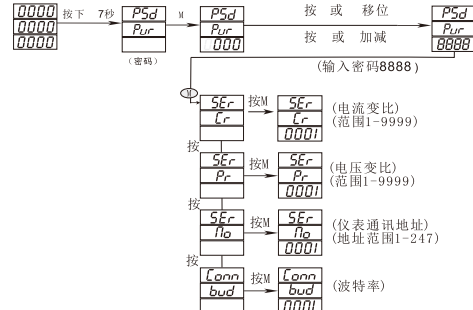 0000
0000
0000
按下 7秒
PSd
Pur
(密码)
M
PSd
Pur
000
按 或 移位
按 或 加减
PSd
Pur
8888
(输入密码8888)
M
SEr
Cr
按M
SEr
Cr
0001
(电流变比)
(范围1-9999)
按
SEr
Pr
按M
SEr
Pr
0001
(电压变比)
(范围1-9999)
按
SEr
no
按M
SEr
no
0001
(仪表通讯地址)
(地址范围1-247)
按
Conn
bud
按M
Conn
bud
0001
(波特率)